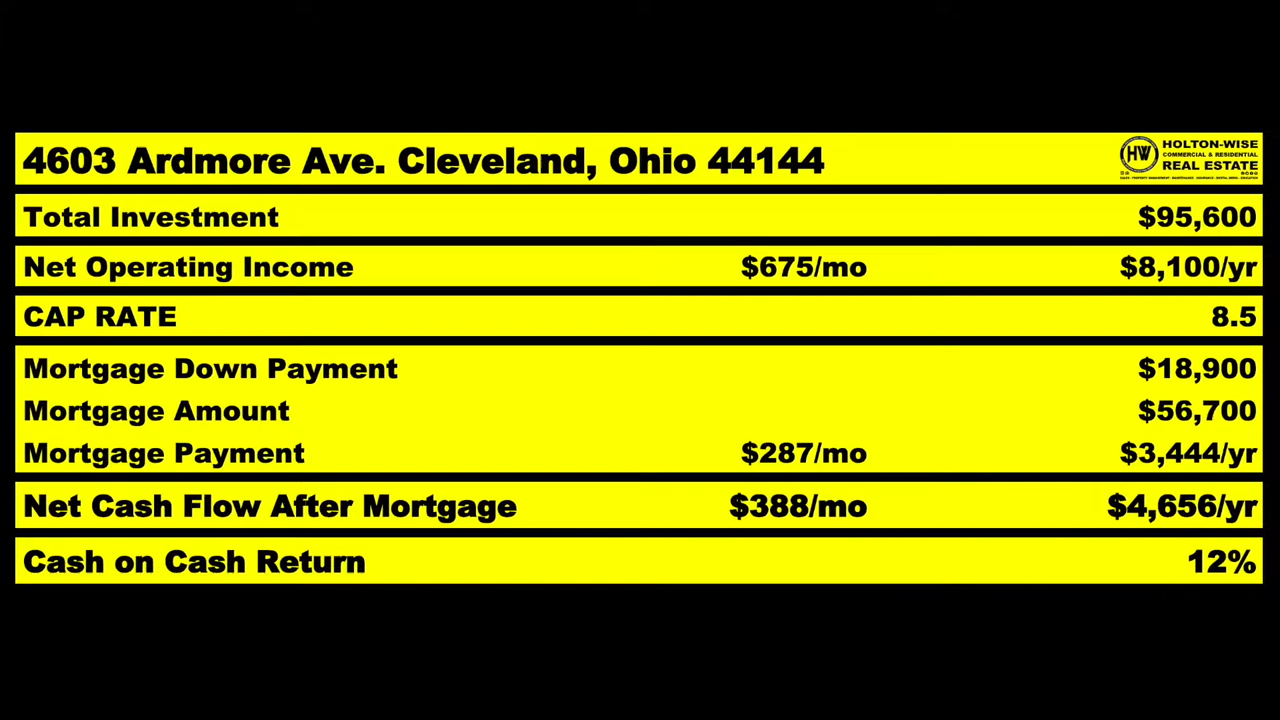 4603 Ardmore Ave. Cleveland, Ohio 44144
HW
HOLTON-WISE
COMMERCIAL & RESIDENTIAL
REAL ESTATE
Total Investment $95,600
Net Operating Income $675/mo $8,100/yr
CAP RATE 8.5
Mortgage Down Payment $18,900
Mortgage Amount $56,700
Mortgage Payment $287/mo $3,444/yr
Net Cash Flow After Mortgage $388/mo $4,656/yr
Cash on Cash Return 12%